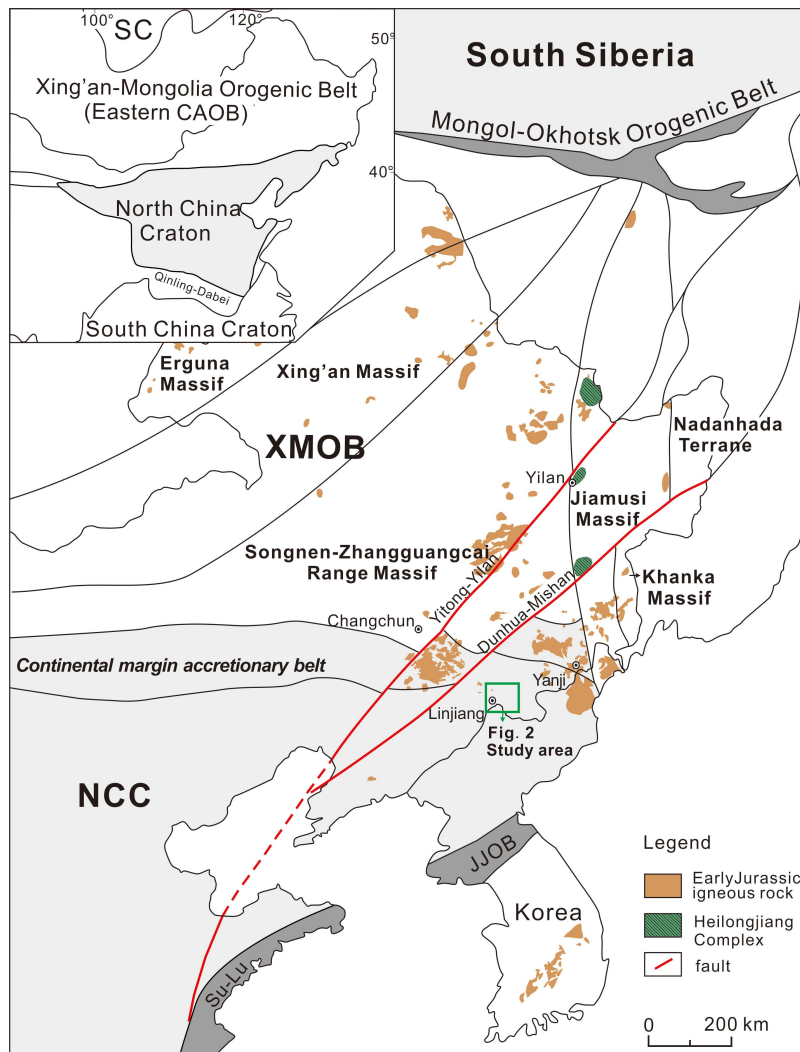 100°
120°
SC
50°
Xing'an-Mongolia Orogenic Belt
(Eastern CAOB)
40°
North China
Craton
Qinling-Dabei
South China Craton
South Siberia
Mongol-Okhotsk Orogenic Belt
Erguna
Massif
Xing'an Massif
XMOB
Nadanhada
Terrane
Yilan
Jiamusi
Massif
Songnen-Zhangguangcai
Range Massif
Yitong-Yilan
Dunhua-Mishan
Khanka
Massif
Changchun
Continental margin accretionary belt
Yanji
Linjiang
Fig. 2
Study area
NCC
JJOB
Korea
Su-Lu
Legend
EarlyJurassic
igneous rock
Heilongjiang
Complex
fault
0 200 km